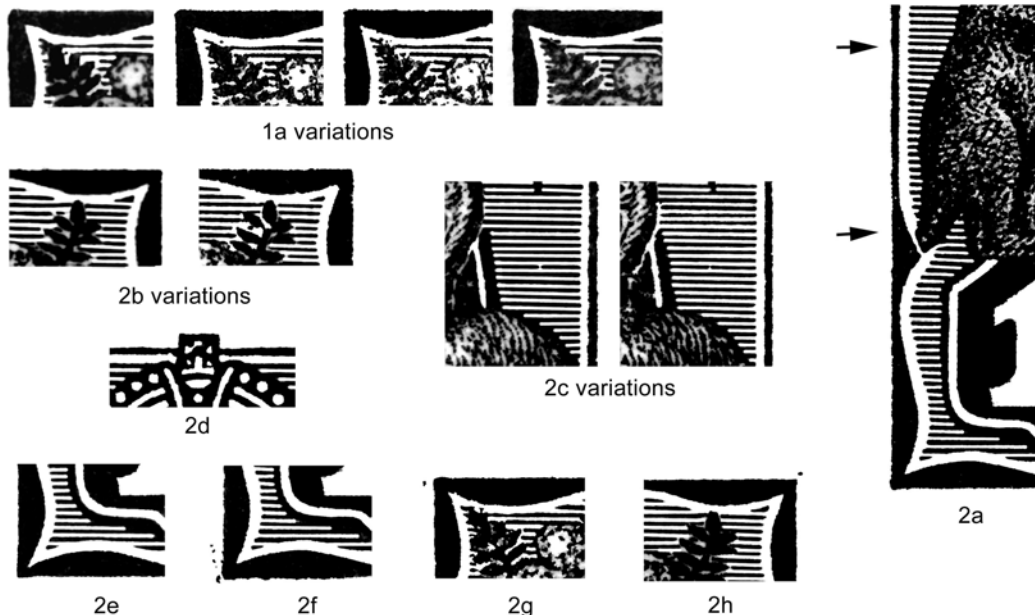 1a variations
2b variations
2c variations
2d
2a
2e
2f
2g
2h